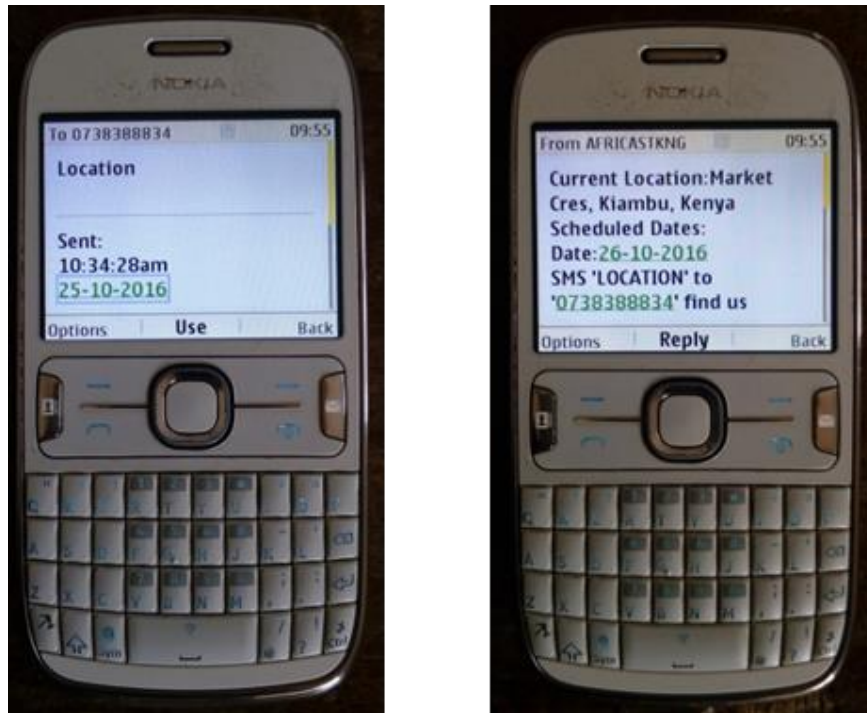 NOKIA
To 0738388834 09:55
Location
Sent:
10:34:28am
25-10-2016
Options Use Back
NOKIA
From AFRICASTKNG 09:55
Current Location:Market
Cres, Kiambu, Kenya
Scheduled Dates:
Date:26-10-2016
SMS 'LOCATION' to
'0738388834' find us
Options Reply Back